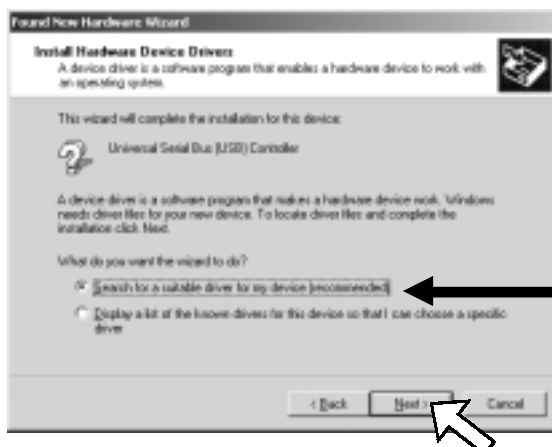 Found New Hardware Wizard
Install Hardware Device Drivers
A device driver is a software program that enables a hardware device to work with
an operating system.
This wizard will complete the installation for this device:
Universal Serial Bus (USB) Controller
A device driver is a software program that makes a hardware device work. Windows
needs driver files for your new device. To locate driver files and complete the
installation click Next.
What do you want the wizard to do?
Search for a suitable driver for my device (recommended)
Display a list of the known drivers for this device so that I can choose a specific
driver
< Back
Next >
Cancel